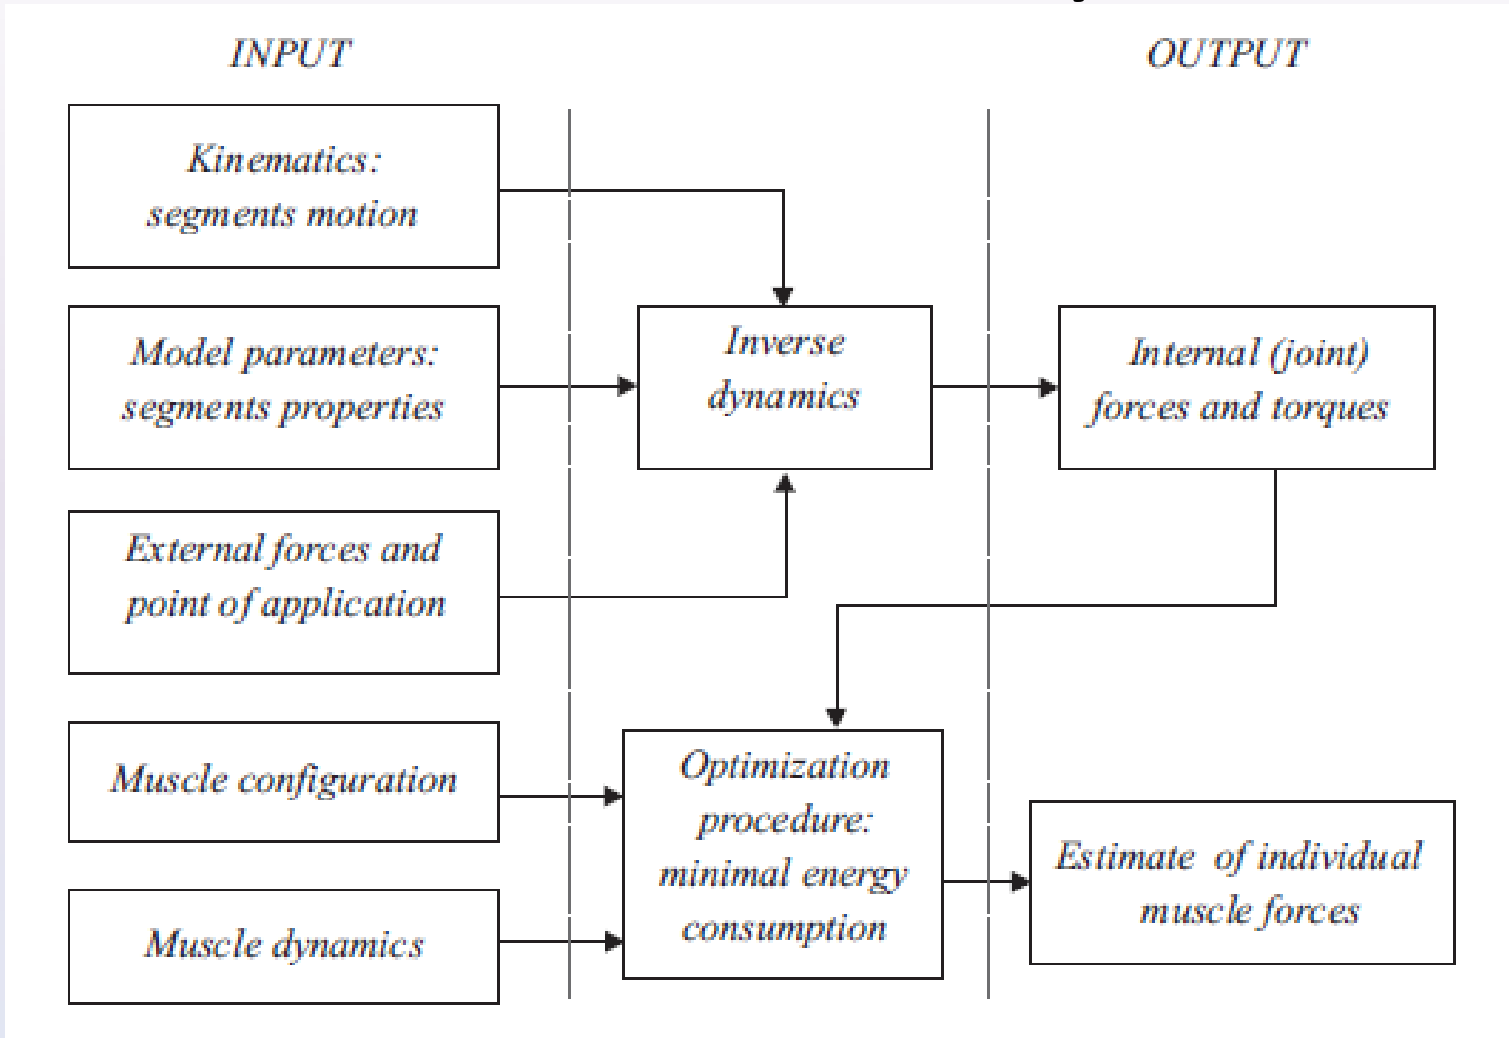 INPUT
OUTPUT
Kinematics:
segments motion
Model parameters:
segments properties
Inverse
dynamics
Internal (joint)
forces and torques
External forces and
point of application
Muscle configuration
Optimization
procedure:
minimal energy
consumption
Estimate of individual
muscle forces
Muscle dynamics